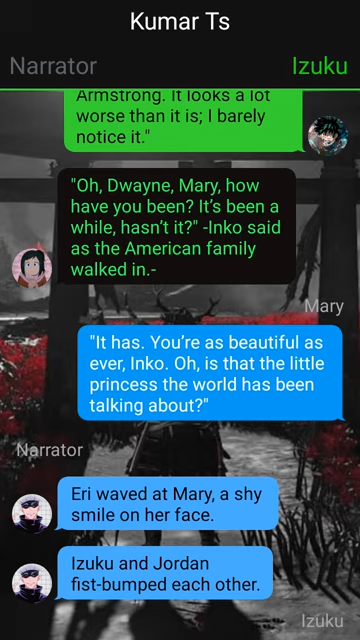 Kumar Ts
Narrator
Izuku
Armstrong. It looks a lot
worse than it is; I barely
notice it."
"Oh, Dwayne, Mary, how
have you been? It's been a
while, hasn't it?" -Inko said
as the American family
walked in.-
Mary
"It has. You're as beautiful as
ever, Inko. Oh, is that the little
princess the world has been
talking about?"
Narrator
Eri waved at Mary, a shy
smile on her face.
Izuku and Jordan
fist-bumped each other.
Izuku